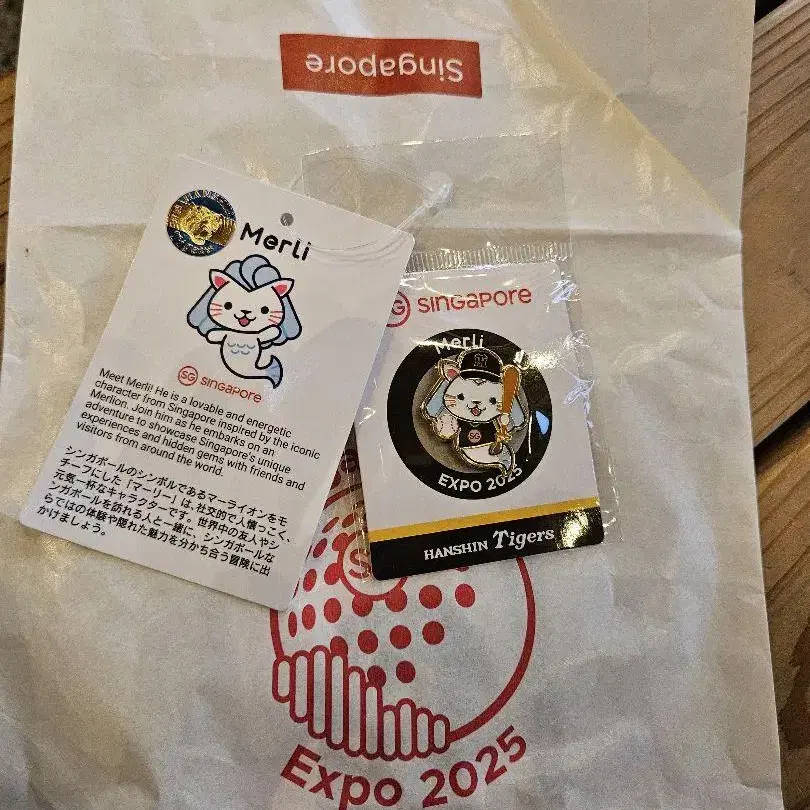 Singapore
Merli
SG SINGAPORE
Meet Merli! He is a lovable and energetic
character from Singapore inspired by the iconic
Merlion. Join him as he embarks on an
adventure to showcase Singapore's unique
experiences and hidden gems with friends and
visitors from around the world.
シンガポールのシンボルであるマーライオンをモ
チーフにした「マーリー」は、社交的で人懐っこく、
元気一杯なキャラクターです。世界中の友人やシ
ンガポールを訪れる人と一緒に、シンガポールな
らではの体験や隠れた魅力を分かち合う冒険に出
かけましょう。
SG SINGAPORE
Merli
SG
EXPO 2025
HANSHIN Tigers
SG
Expo 2025